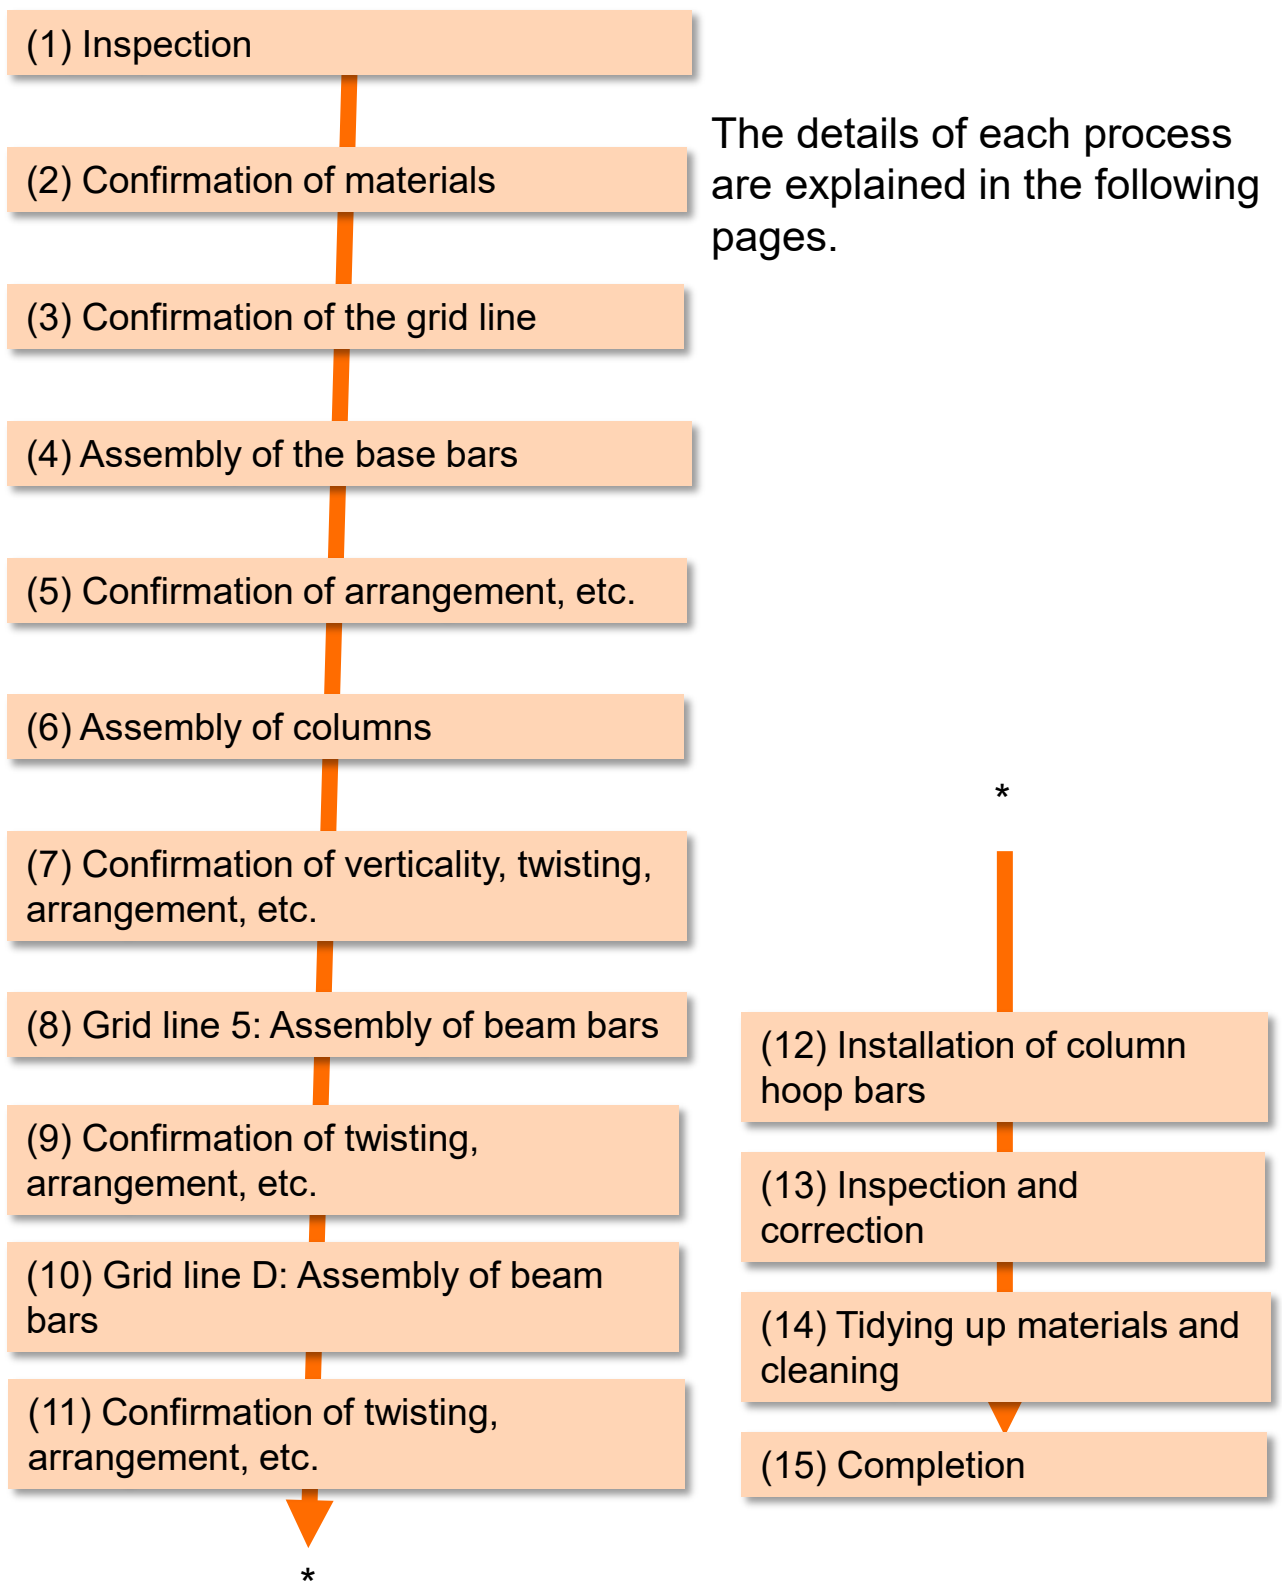 (1) Inspection
The details of each process
are explained in the following
pages.
(2) Confirmation of materials
(3) Confirmation of the grid line
(4) Assembly of the base bars
(5) Confirmation of arrangement, etc.
(6) Assembly of columns
(7) Confirmation of verticality, twisting,
arrangement, etc.
(8) Grid line 5: Assembly of beam bars
(9) Confirmation of twisting,
arrangement, etc.
(10) Grid line D: Assembly of beam
bars
(11) Confirmation of twisting,
arrangement, etc.
*
*
(12) Installation of column
hoop bars
(13) Inspection and
correction
(14) Tidying up materials and
cleaning
(15) Completion